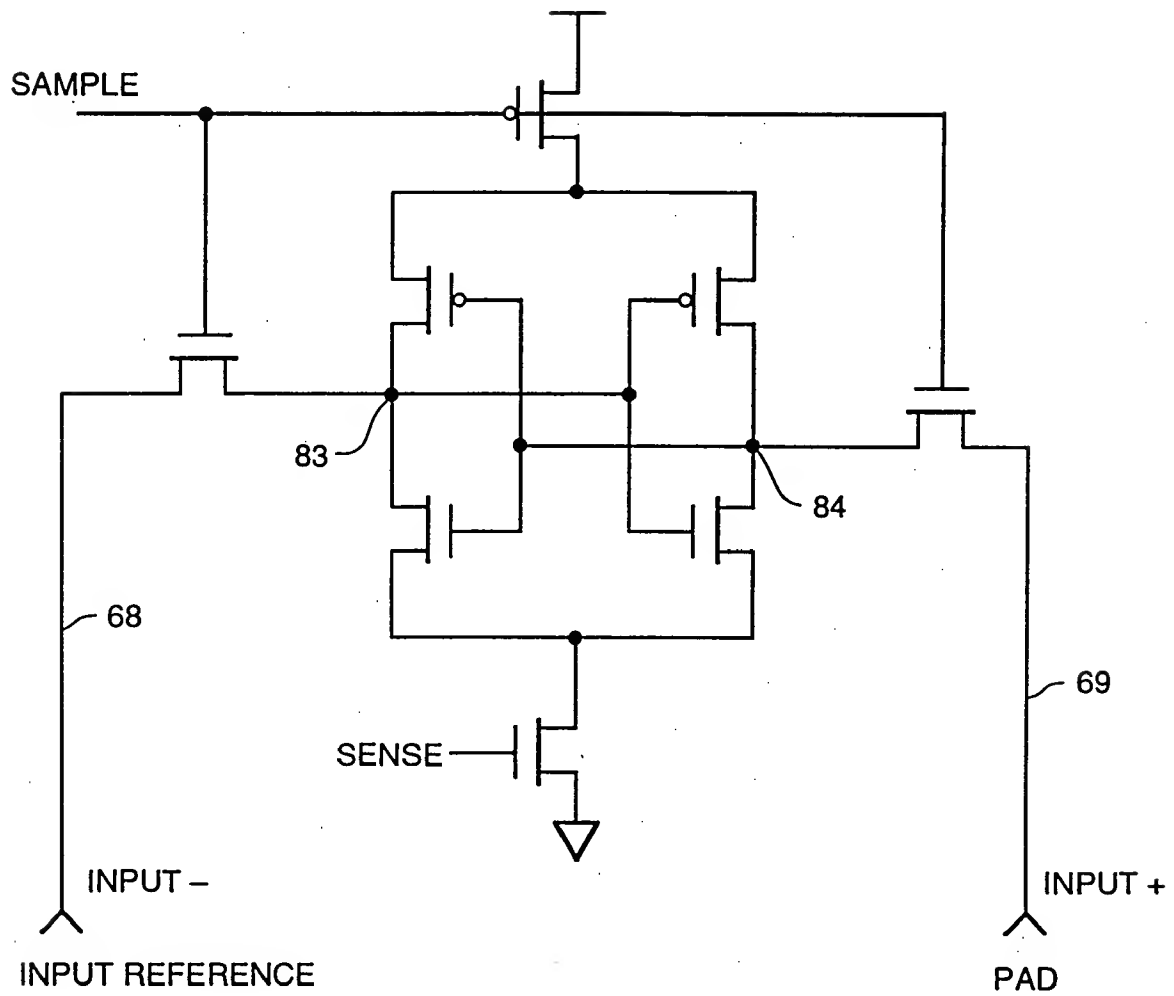 SAMPLE
83
84
68
69
SENSE
INPUT –
INPUT +
INPUT REFERENCE
PAD